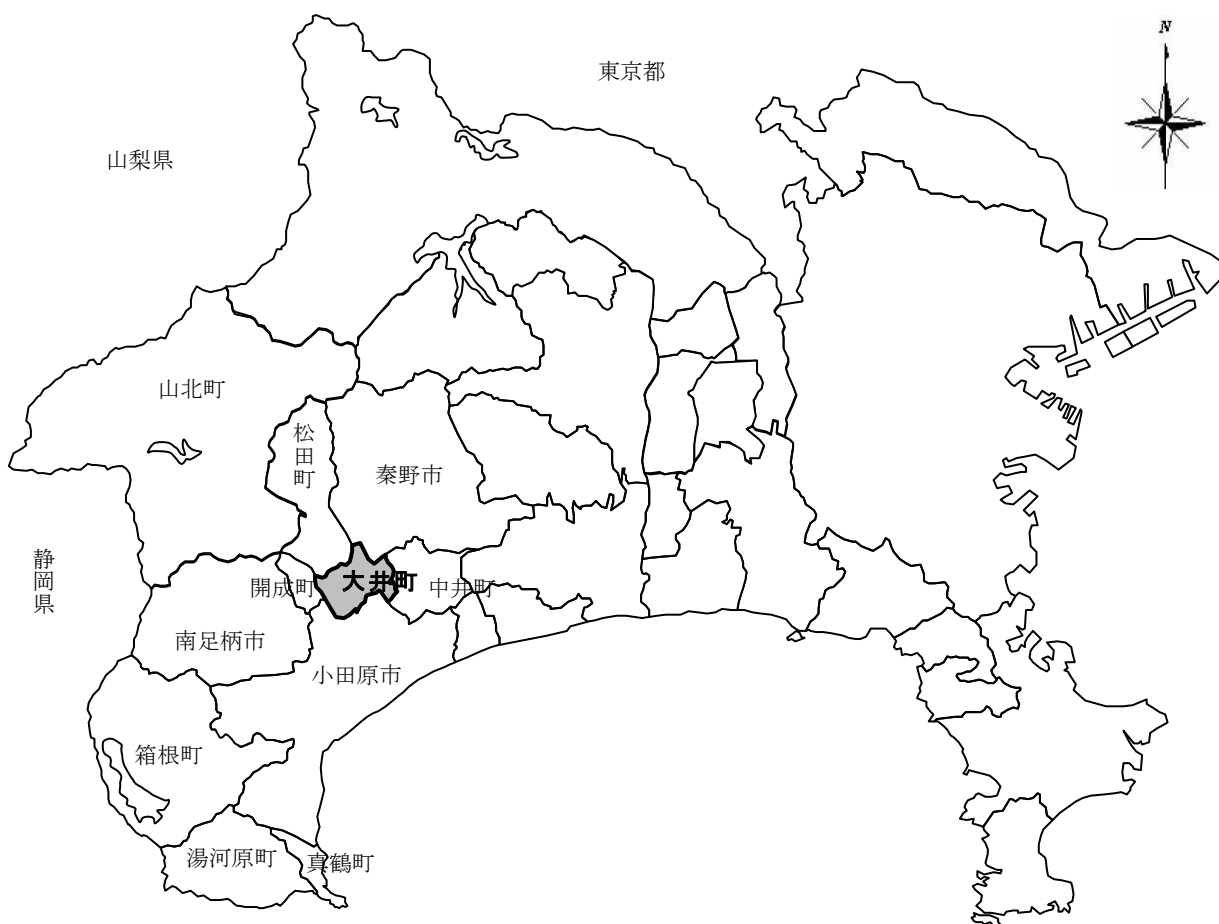 N
東京都
山梨県
山北町
松田町
秦野市
静岡県
開成町
大井町
中井町
南足柄市
小田原市
箱根町
湯河原町
真鶴町